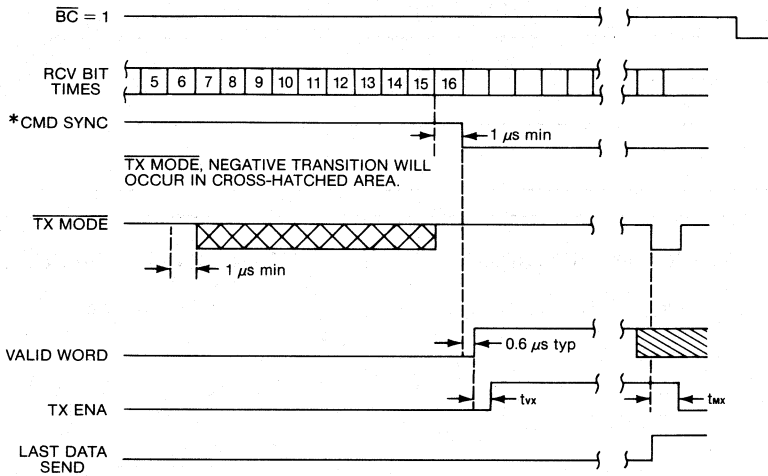 BC = 1
RCV BIT
TIMES
5 6 7 8 9 10 11 12 13 14 15 16
*CMD SYNC
1 μs min
TX MODE, NEGATIVE TRANSITION WILL
OCCUR IN CROSS-HATCHED AREA.
TX MODE
1 μs min
VALID WORD
0.6 μs typ
TX ENA
tVX
tMX
LAST DATA
SEND